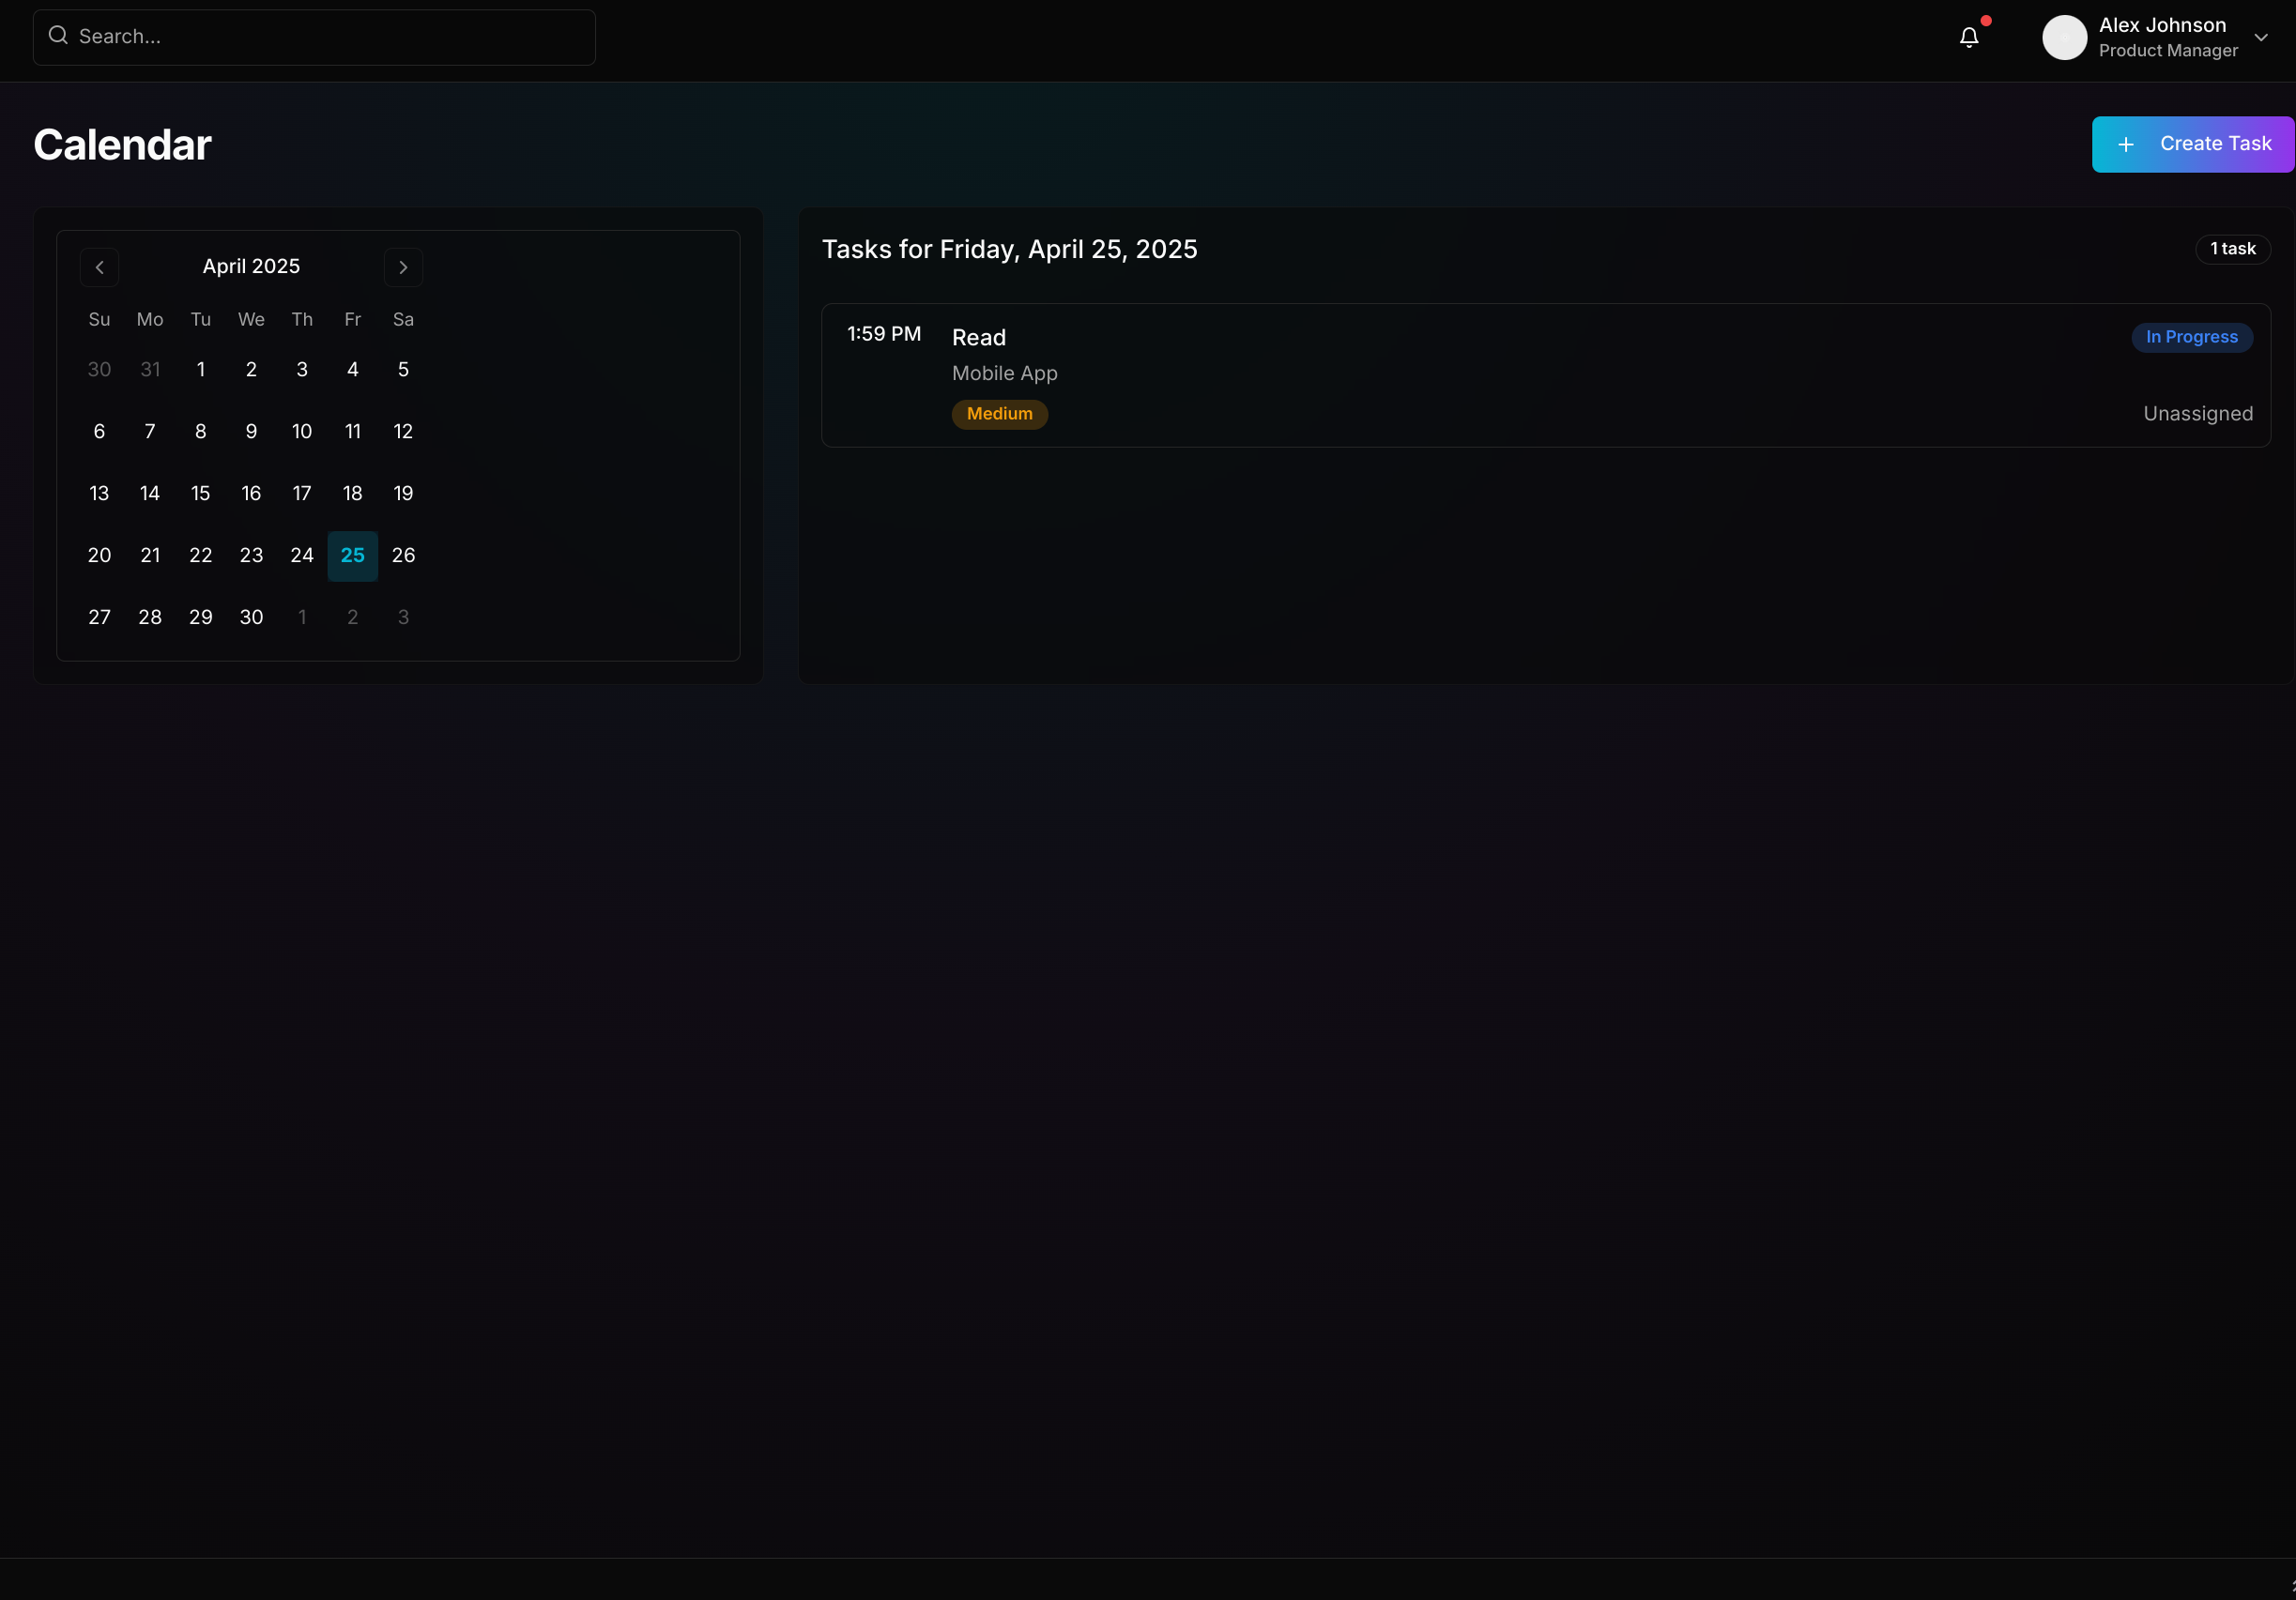 Search...
Alex Johnson
Product Manager
Calendar
Create Task
April 2025
Su Mo Tu We Th Fr Sa
30 31 1 2 3 4 5
6 7 8 9 10 11 12
13 14 15 16 17 18 19
20 21 22 23 24 25 26
27 28 29 30 1 2 3
Tasks for Friday, April 25, 2025
1 task
1:59 PM
Read
In Progress
Mobile App
Medium
Unassigned